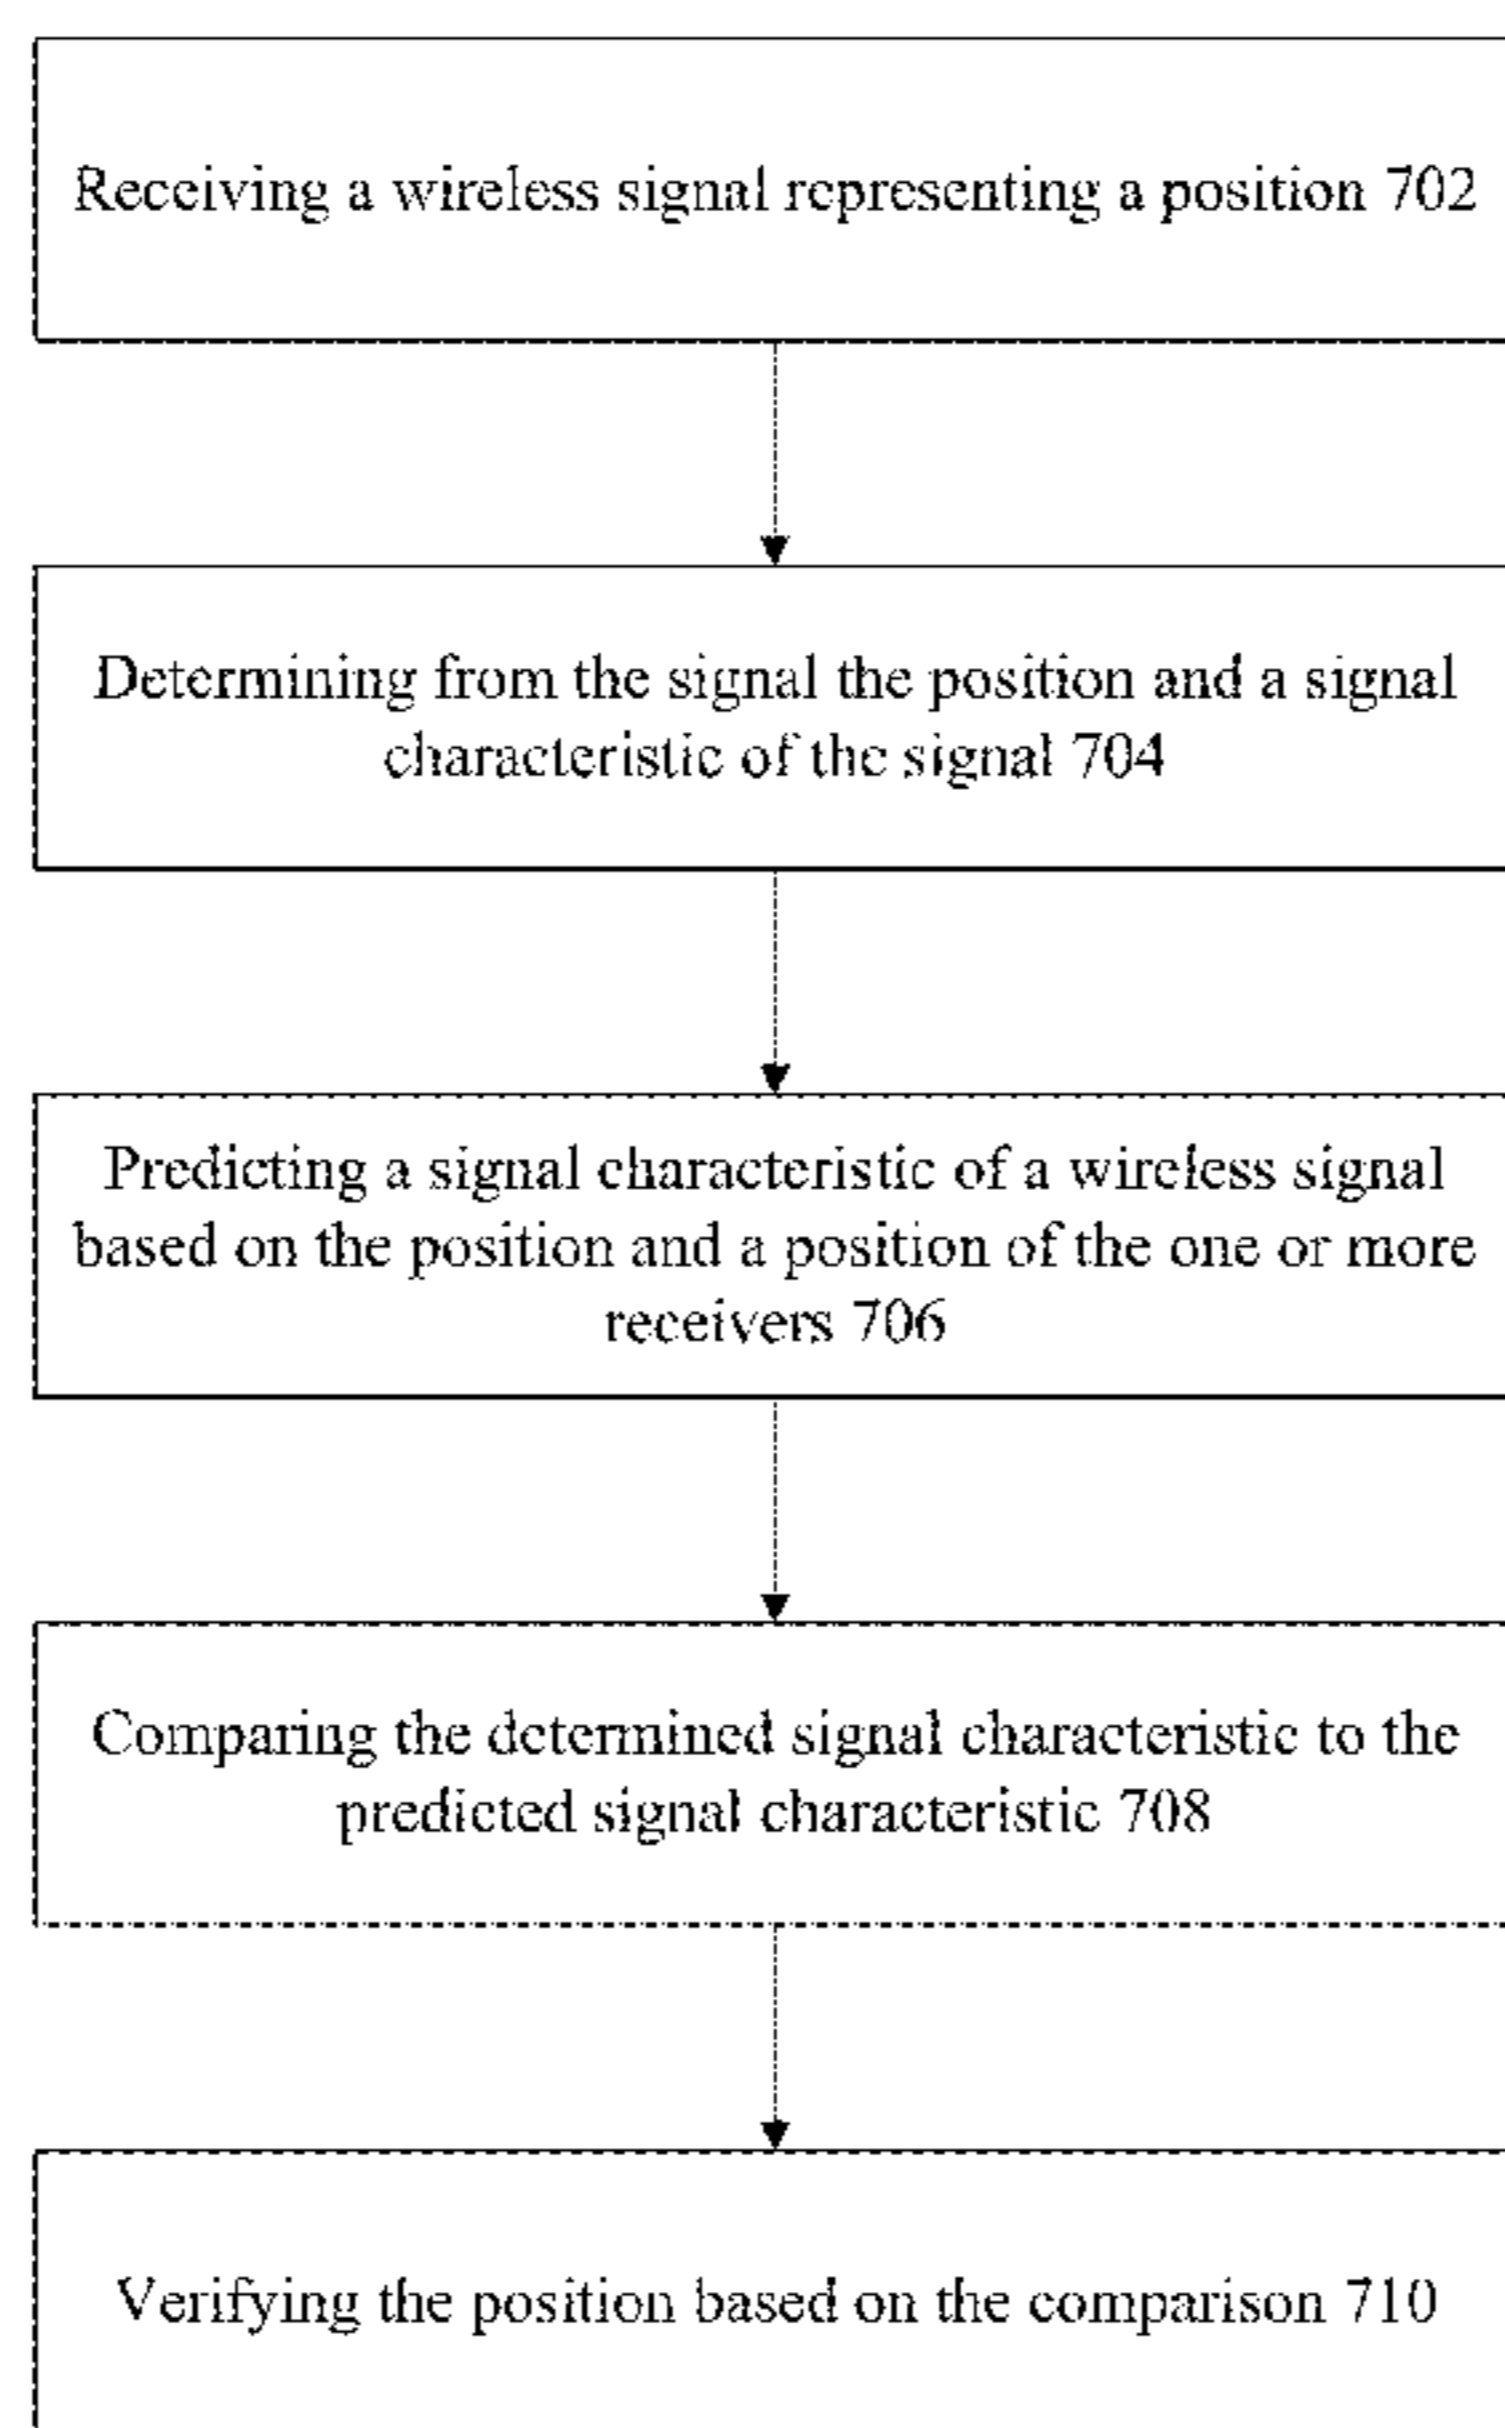 Receiving a wireless signal representing a position 702
Determining from the signal the position and a signal
characteristic of the signal 704
Predicting a signal characteristic of a wireless signal
based on the position and a position of the one or more
receivers 706
Comparing the determined signal characteristic to the
predicted signal characteristic 708
Verifying the position based on the comparison 710